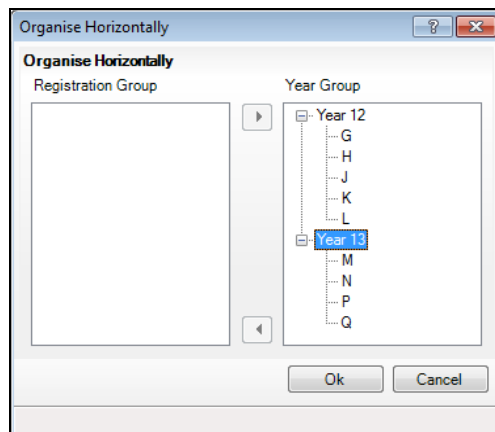 Organise Horizontally
?
Organise Horizontally
Registration Group
Year Group
Year 12
G
H
J
K
L
Year 13
M
N
P
Q
Ok
Cancel